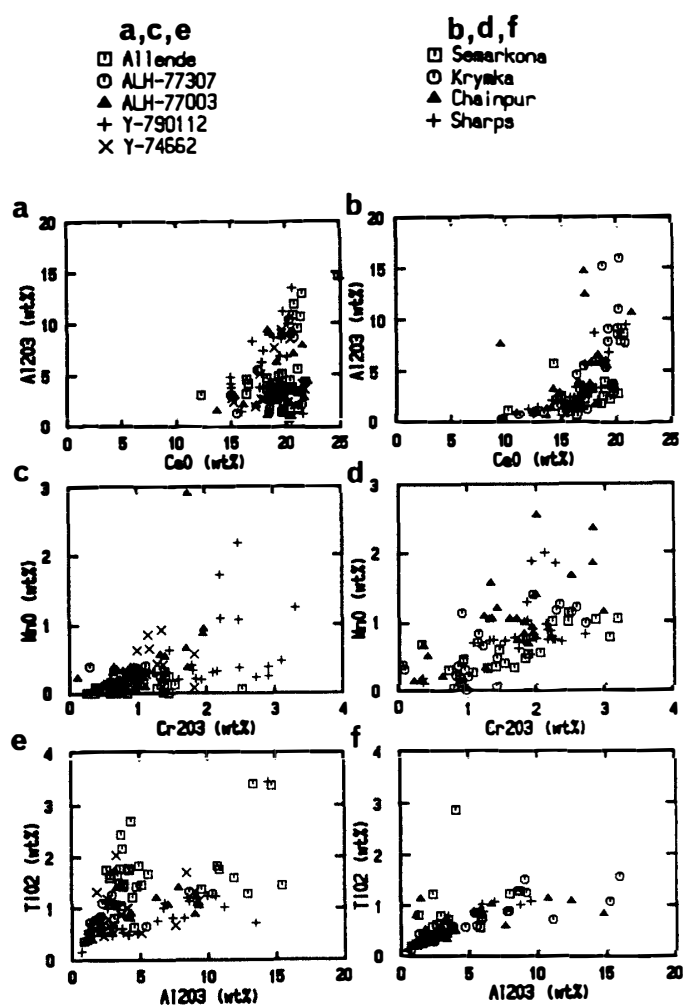 a,c,e
Allende
ALH-77307
ALH-77003
Y-790112
Y-74662
b,d,f
Semarkona
Krymka
Chainpur
Sharps
a
20
15
10
5
0
Al2O3 (wt%)
0 5 10 15 20 25
CaO (wt%)
b
20
15
10
5
0
Al2O3 (wt%)
0 5 10 15 20 25
CaO (wt%)
c
3
2
1
0
MnO (wt%)
0 1 2 3 4
Cr2O3 (wt%)
d
3
2
1
0
MnO (wt%)
0 1 2 3 4
Cr2O3 (wt%)
e
4
3
2
1
0
TiO2 (wt%)
0 5 10 15 20
Al2O3 (wt%)
f
4
3
2
1
0
TiO2 (wt%)
0 5 10 15 20
Al2O3 (wt%)